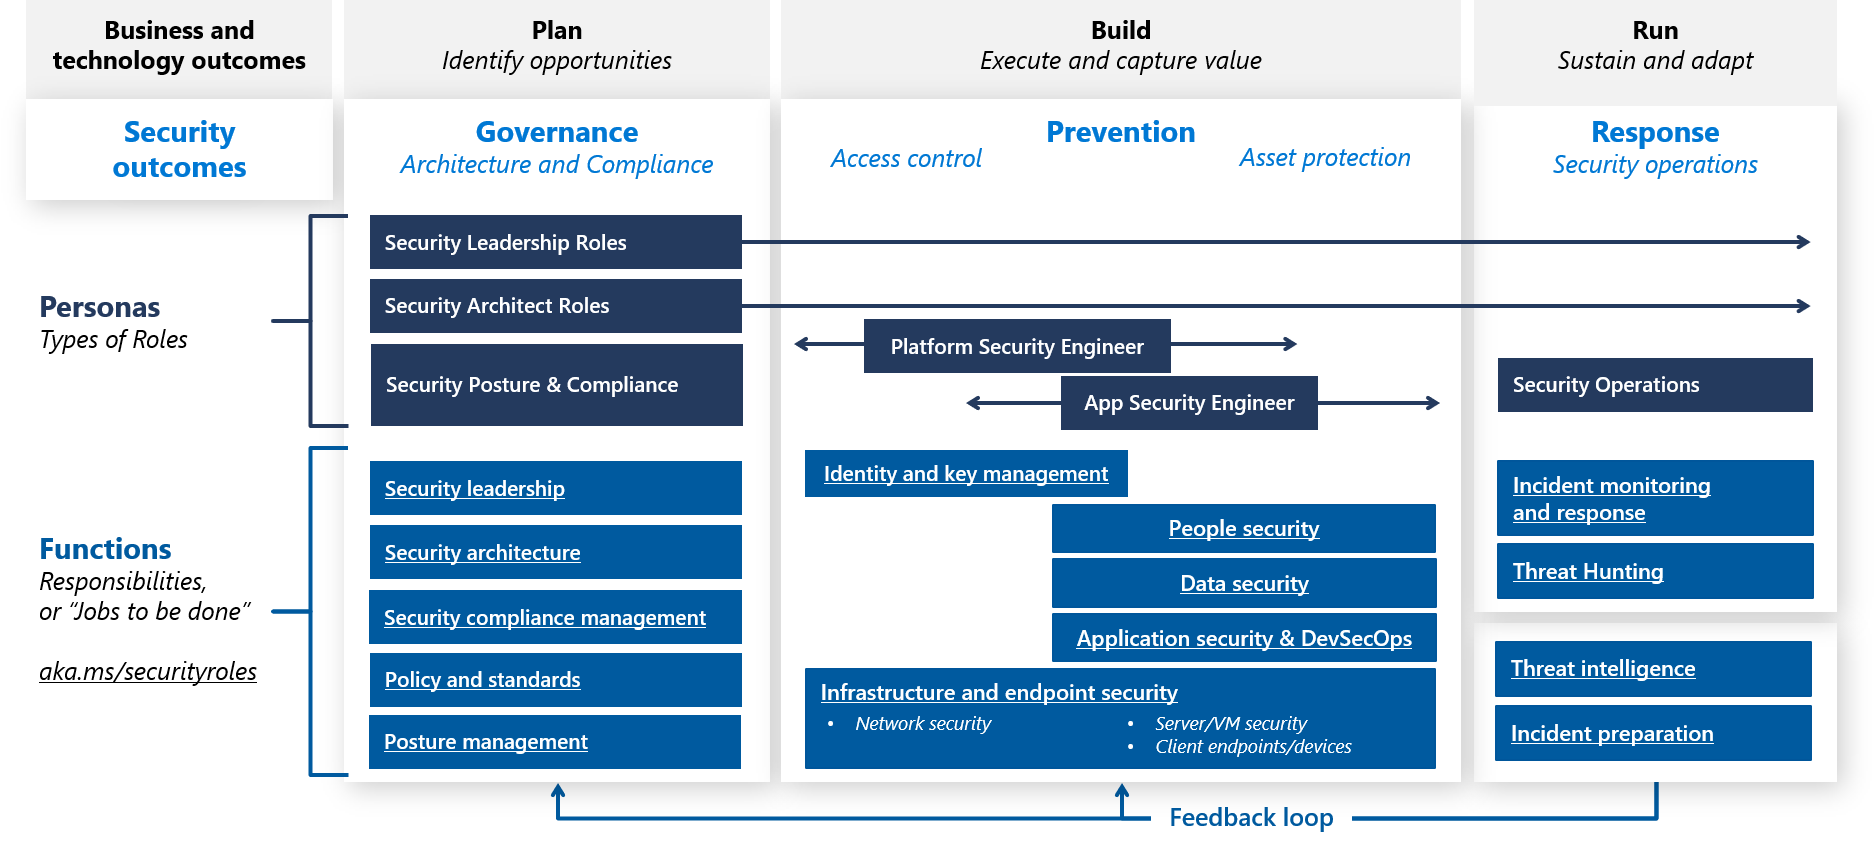 Business and
technology outcomes
Plan
Identify opportunities
Build
Execute and capture value
Run
Sustain and adapt
Security
outcomes
Governance
Architecture and Compliance
Prevention
Access control
Asset protection
Response
Security operations
Personas
Types of Roles
Security Leadership Roles
Security Architect Roles
Security Posture & Compliance
Platform Security Engineer
App Security Engineer
Security Operations
Functions
Responsibilities,
or “Jobs to be done”
aka.ms/securityroles
Security leadership
Security architecture
Security compliance management
Policy and standards
Posture management
Identity and key management
People security
Data security
Application security & DevSecOps
Infrastructure and endpoint security
• Network security
• Server/VM security
• Client endpoints/devices
Incident monitoring
and response
Threat Hunting
Threat intelligence
Incident preparation
Feedback loop